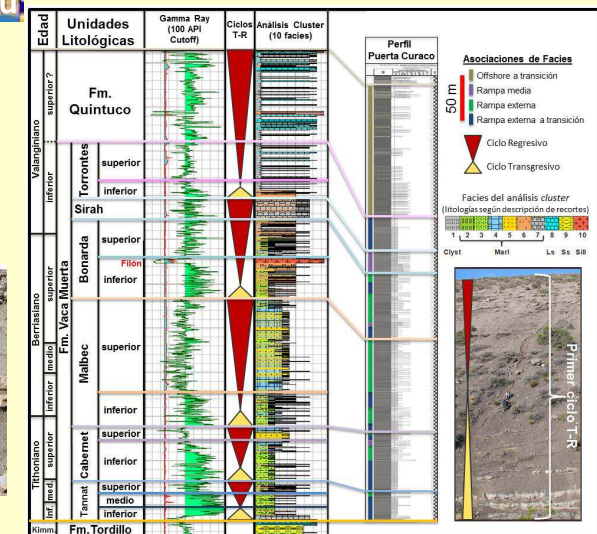 Edad
Unidades
Litológicas
Gamma Ray
(100 API
Cutoff)
Ciclos
T-R
Análisis Cluster
(10 facies)
Perfil
Puerta Curaco
Valanginiano
superior ?
inferior
Berriasiano
superior
medio
inferior
Tithoniano
superior
med.
inf.
Kimm.
Fm.
Quintuco
Fm. Vaca Muerta
Torrontes
superior
inferior
Sirah
Bonarda
superior
Filón
inferior
Malbec
superior
inferior
Cabernet
superior
inferior
Tannat
superior
medio
inferior
Fm. Tordillo
Asociaciones de Facies
50 m
Offshore a transición
Rampa media
Rampa externa
Rampa externa a transición
Ciclo Regresivo
Ciclo Transgresivo
Facies del análisis cluster
(litologías según descripción de recortes)
1 2 3 4 5 6 7 8 9 10
Clyst Marl Ls Ss Sill
Primer ciclo T-R